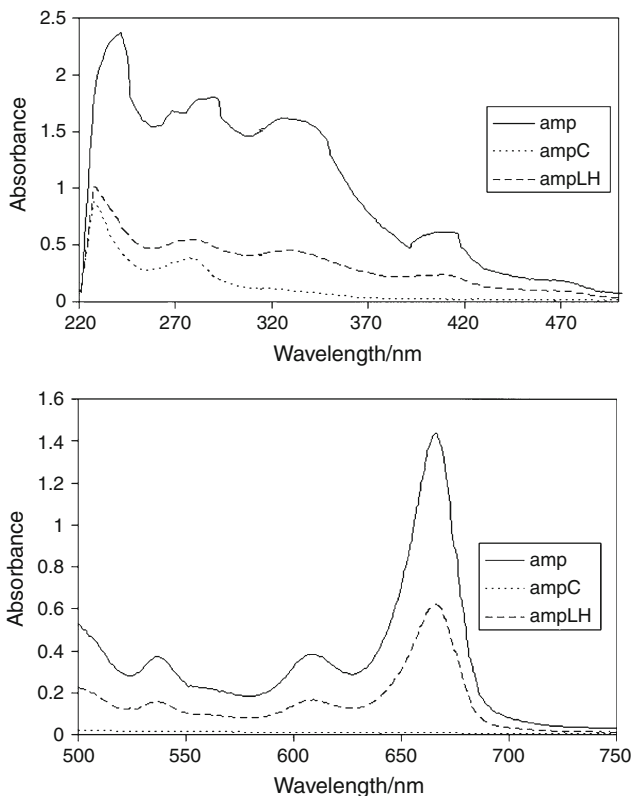 2.5
2
1.5
1
0.5
0
Absorbance
amp
ampC
ampLH
220 270 320 370 420 470
Wavelength/nm
1.6
1.4
1.2
1
0.8
0.6
0.4
0.2
0
Absorbance
amp
ampC
ampLH
500 550 600 650 700 750
Wavelength/nm